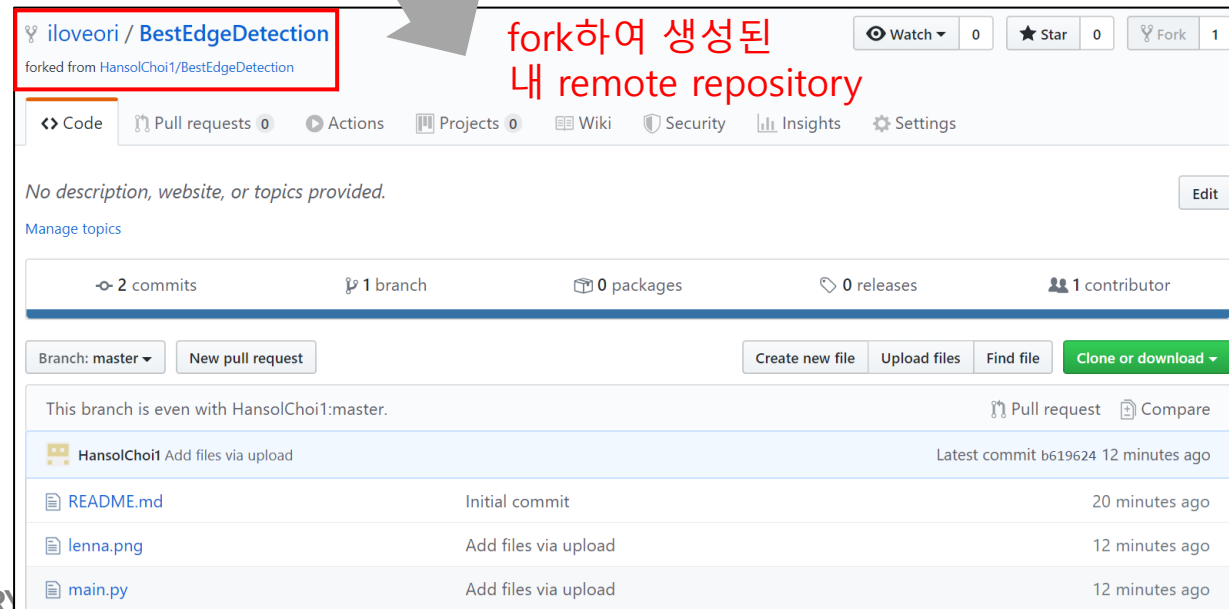 iloveori / BestEdgeDetection
forked from HansolChoi1/BestEdgeDetection
fork하여 생성된
내 remote repository
Watch 0 Star 0 Fork 1
Code Pull requests 0 Actions Projects 0 Wiki Security Insights Settings
No description, website, or topics provided.
Edit
Manage topics
2 commits 1 branch 0 packages 0 releases 1 contributor
Branch: master New pull request Create new file Upload files Find file Clone or download
This branch is even with HansolChoi1:master. Pull request Compare
HansolChoi1 Add files via upload Latest commit b619624 12 minutes ago
README.md Initial commit 20 minutes ago
lenna.png Add files via upload 12 minutes ago
main.py Add files via upload 12 minutes ago